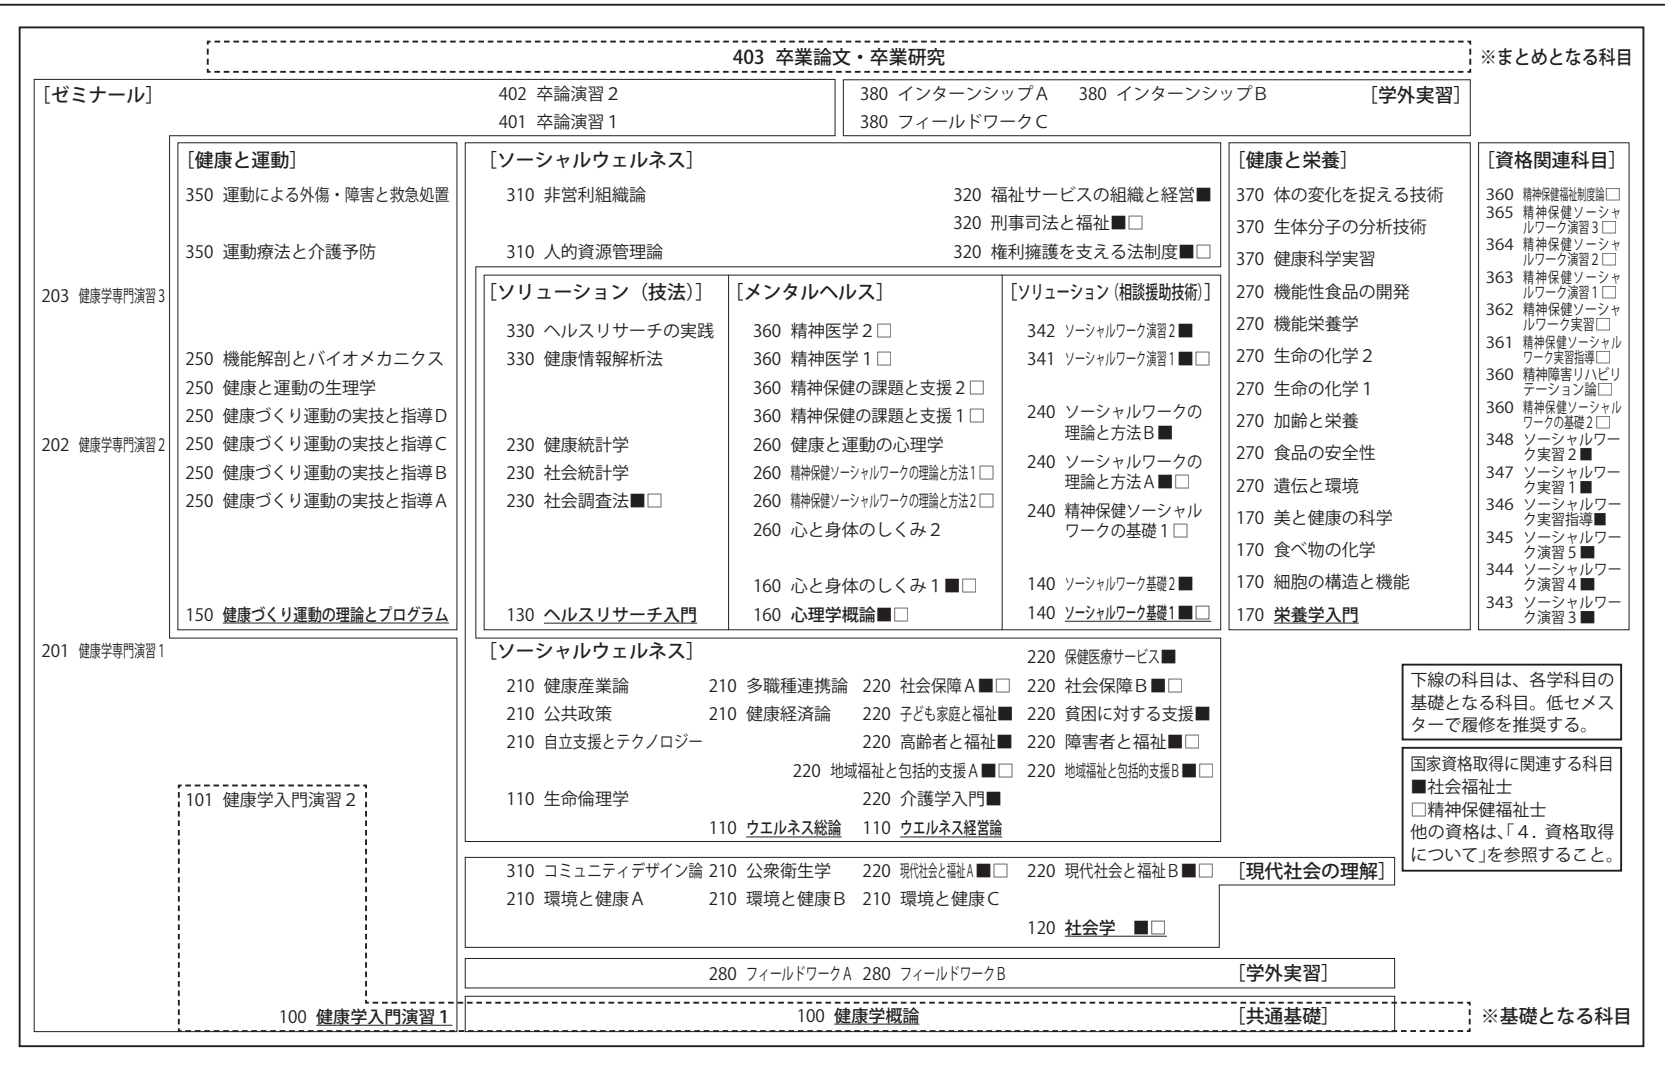 403 卒業論文・卒業研究
※まとめとなる科目
［ゼミナール］
402 卒論演習２
401 卒論演習１
380 インターンシップＡ 380 インターンシップＢ ［学外実習］
380 フィールドワークＣ
203 健康学専門演習３
202 健康学専門演習２
201 健康学専門演習１
［健康と運動］
350 運動による外傷・障害と救急処置
350 運動療法と介護予防
250 機能解剖とバイオメカニクス
250 健康と運動の生理学
250 健康づくり運動の実技と指導Ｄ
250 健康づくり運動の実技と指導Ｃ
250 健康づくり運動の実技と指導Ｂ
250 健康づくり運動の実技と指導Ａ
150 健康づくり運動の理論とプログラム
［ソーシャルウェルネス］
310 非営利組織論
320 福祉サービスの組織と経営■
320 刑事司法と福祉■□
310 人的資源管理論
320 権利擁護を支える法制度■□
［ソリューション（技法）］
330 ヘルスリサーチの実践
330 健康情報解析法
230 健康統計学
230 社会統計学
230 社会調査法■□
130 ヘルスリサーチ入門
［メンタルヘルス］
360 精神医学２□
360 精神医学１□
360 精神保健の課題と支援２□
360 精神保健の課題と支援１□
260 健康と運動の心理学
260 精神保健ソーシャルワークの理論と方法1□
260 精神保健ソーシャルワークの理論と方法2□
260 心と身体のしくみ２
160 心と身体のしくみ１■□
160 心理学概論■□
［ソリューション（相談援助技術）］
342 ソーシャルワーク演習2■
341 ソーシャルワーク演習1■□
240 ソーシャルワークの
理論と方法Ｂ■
240 ソーシャルワークの
理論と方法Ａ■□
240 精神保健ソーシャル
ワークの基礎１□
140 ソーシャルワーク基礎2■
140 ソーシャルワーク基礎1■□
［健康と栄養］
370 体の変化を捉える技術
370 生体分子の分析技術
370 健康科学実習
270 機能性食品の開発
270 機能栄養学
270 生命の化学２
270 生命の化学１
270 加齢と栄養
270 食品の安全性
270 遺伝と環境
170 美と健康の科学
170 食べ物の化学
170 細胞の構造と機能
170 栄養学入門
［資格関連科目］
360 精神保健福祉制度論□
365 精神保健ソーシャ
ルワーク演習３□
364 精神保健ソーシャ
ルワーク演習２□
363 精神保健ソーシャ
ルワーク演習１□
362 精神保健ソーシャ
ルワーク実習□
361 精神保健ソーシャル
ワーク実習指導□
360 精神障害リハビリ
テーション論□
360 精神保健ソーシャル
ワークの基礎２□
348 ソーシャルワー
ク実習２■
347 ソーシャルワー
ク実習１■
346 ソーシャルワー
ク実習指導■
345 ソーシャルワー
ク演習５■
344 ソーシャルワー
ク演習４■
343 ソーシャルワー
ク演習３■
［ソーシャルウェルネス］
220 保健医療サービス■
210 健康産業論 210 多職種連携論 220 社会保障Ａ■□ 220 社会保障Ｂ■□
210 公共政策 210 健康経済論 220 子ども家庭と福祉■ 220 貧困に対する支援■
210 自立支援とテクノロジー 220 高齢者と福祉■ 220 障害者と福祉■□
220 地域福祉と包括的支援Ａ■□ 220 地域福祉と包括的支援Ｂ■□
110 生命倫理学 220 介護学入門■
110 ウエルネス総論 110 ウエルネス経営論
下線の科目は、各学科目の
基礎となる科目。低セメス
ターで履修を推奨する。
国家資格取得に関連する科目
■社会福祉士
□精神保健福祉士
他の資格は、「４．資格取得
について」を参照すること。
310 コミュニティデザイン論 210 公衆衛生学 220 現代社会と福祉Ａ■□ 220 現代社会と福祉Ｂ■□ ［現代社会の理解］
210 環境と健康Ａ 210 環境と健康Ｂ 210 環境と健康Ｃ
120 社会学 ■□
280 フィールドワークＡ 280 フィールドワークＢ ［学外実習］
101 健康学入門演習２
100 健康学入門演習１
100 健康学概論 ［共通基礎］
※基礎となる科目